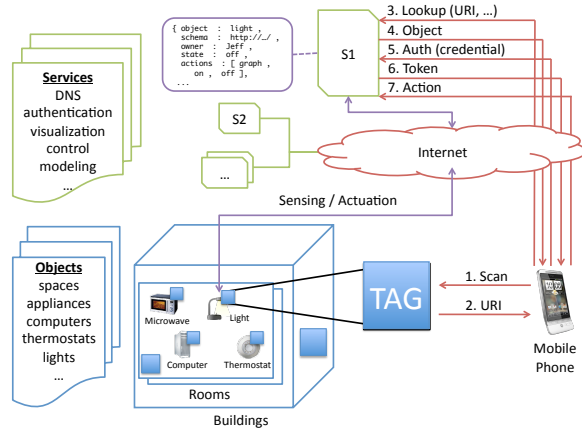 { object : light ,
schema : http://…/ ,
owner : Jeff ,
state : off ,
actions : [ graph ,
on , off ],
...
S1
3. Lookup (URI, …)
4. Object
5. Auth (credential)
6. Token
7. Action
Services
DNS
authentication
visualization
control
modeling
…
S2
…
Internet
Sensing / Actuation
Objects
spaces
appliances
computers
thermostats
lights
…
Microwave
Light
Computer
Thermostat
Rooms
Buildings
TAG
1. Scan
2. URI
Mobile
Phone